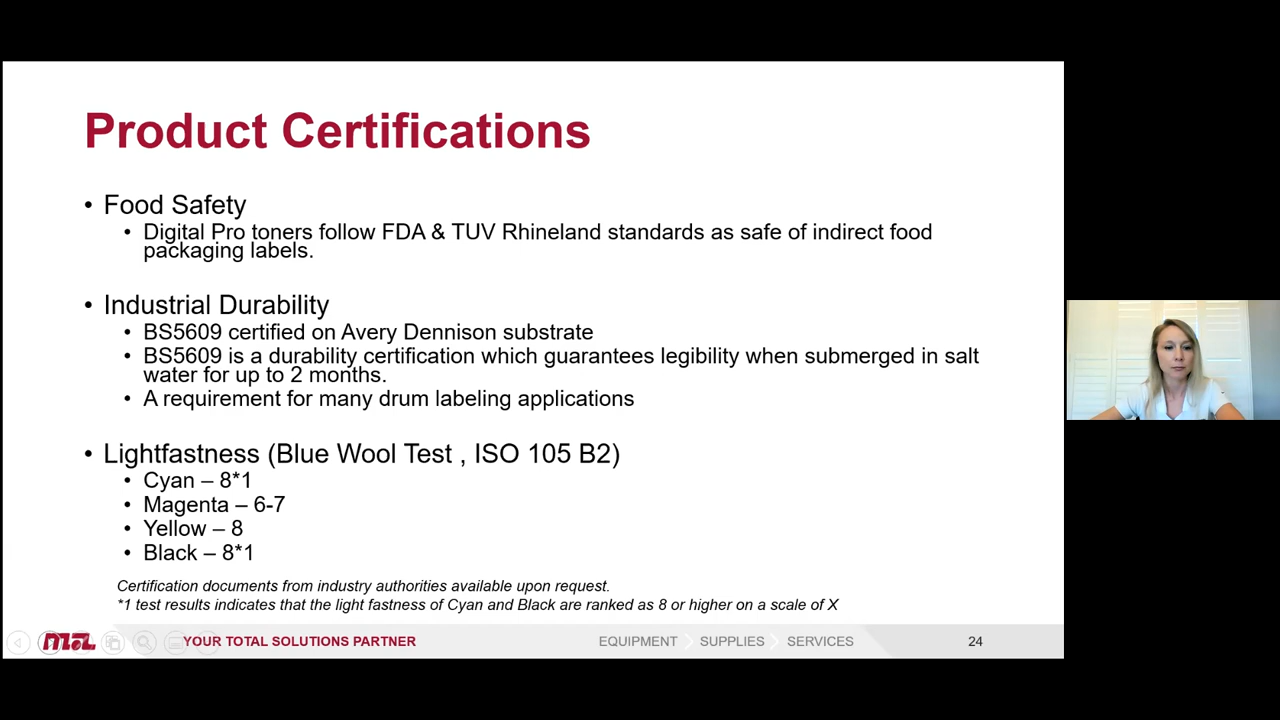 Product Certifications
• Food Safety
• Digital Pro toners follow FDA & TUV Rhineland standards as safe of indirect food
packaging labels.
• Industrial Durability
• BS5609 certified on Avery Dennison substrate
• BS5609 is a durability certification which guarantees legibility when submerged in salt
water for up to 2 months.
• A requirement for many drum labeling applications
• Lightfastness (Blue Wool Test , ISO 105 B2)
• Cyan – 8*1
• Magenta – 6-7
• Yellow – 8
• Black – 8*1
Certification documents from industry authorities available upon request.
*1 test results indicates that the light fastness of Cyan and Black are ranked as 8 or higher on a scale of X
YOUR TOTAL SOLUTIONS PARTNER EQUIPMENT SUPPLIES SERVICES 24